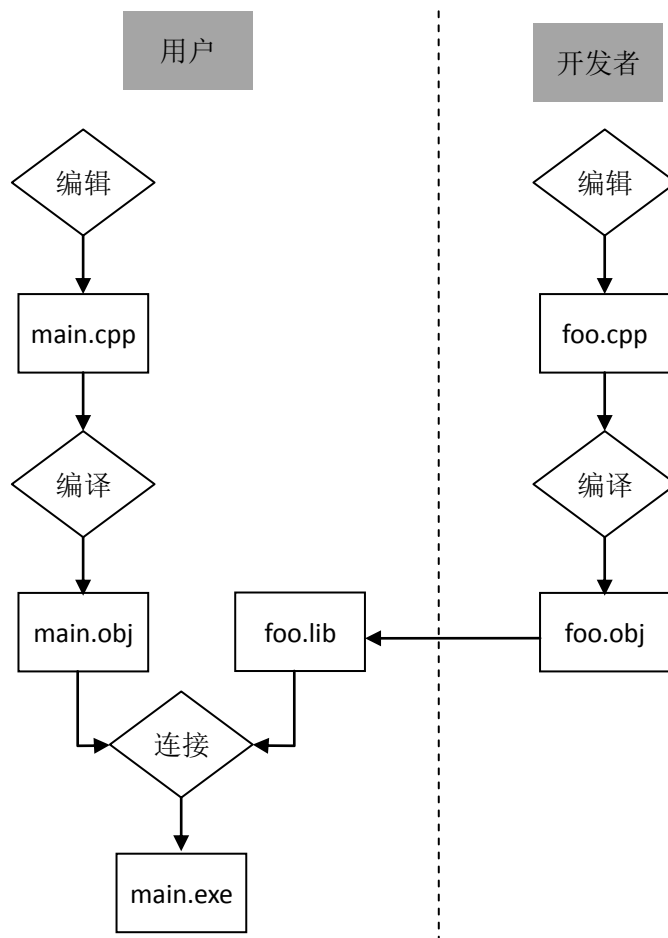 用户
开发者
编辑
编辑
main.cpp
foo.cpp
编译
编译
main.obj
foo.lib
foo.obj
连接
main.exe